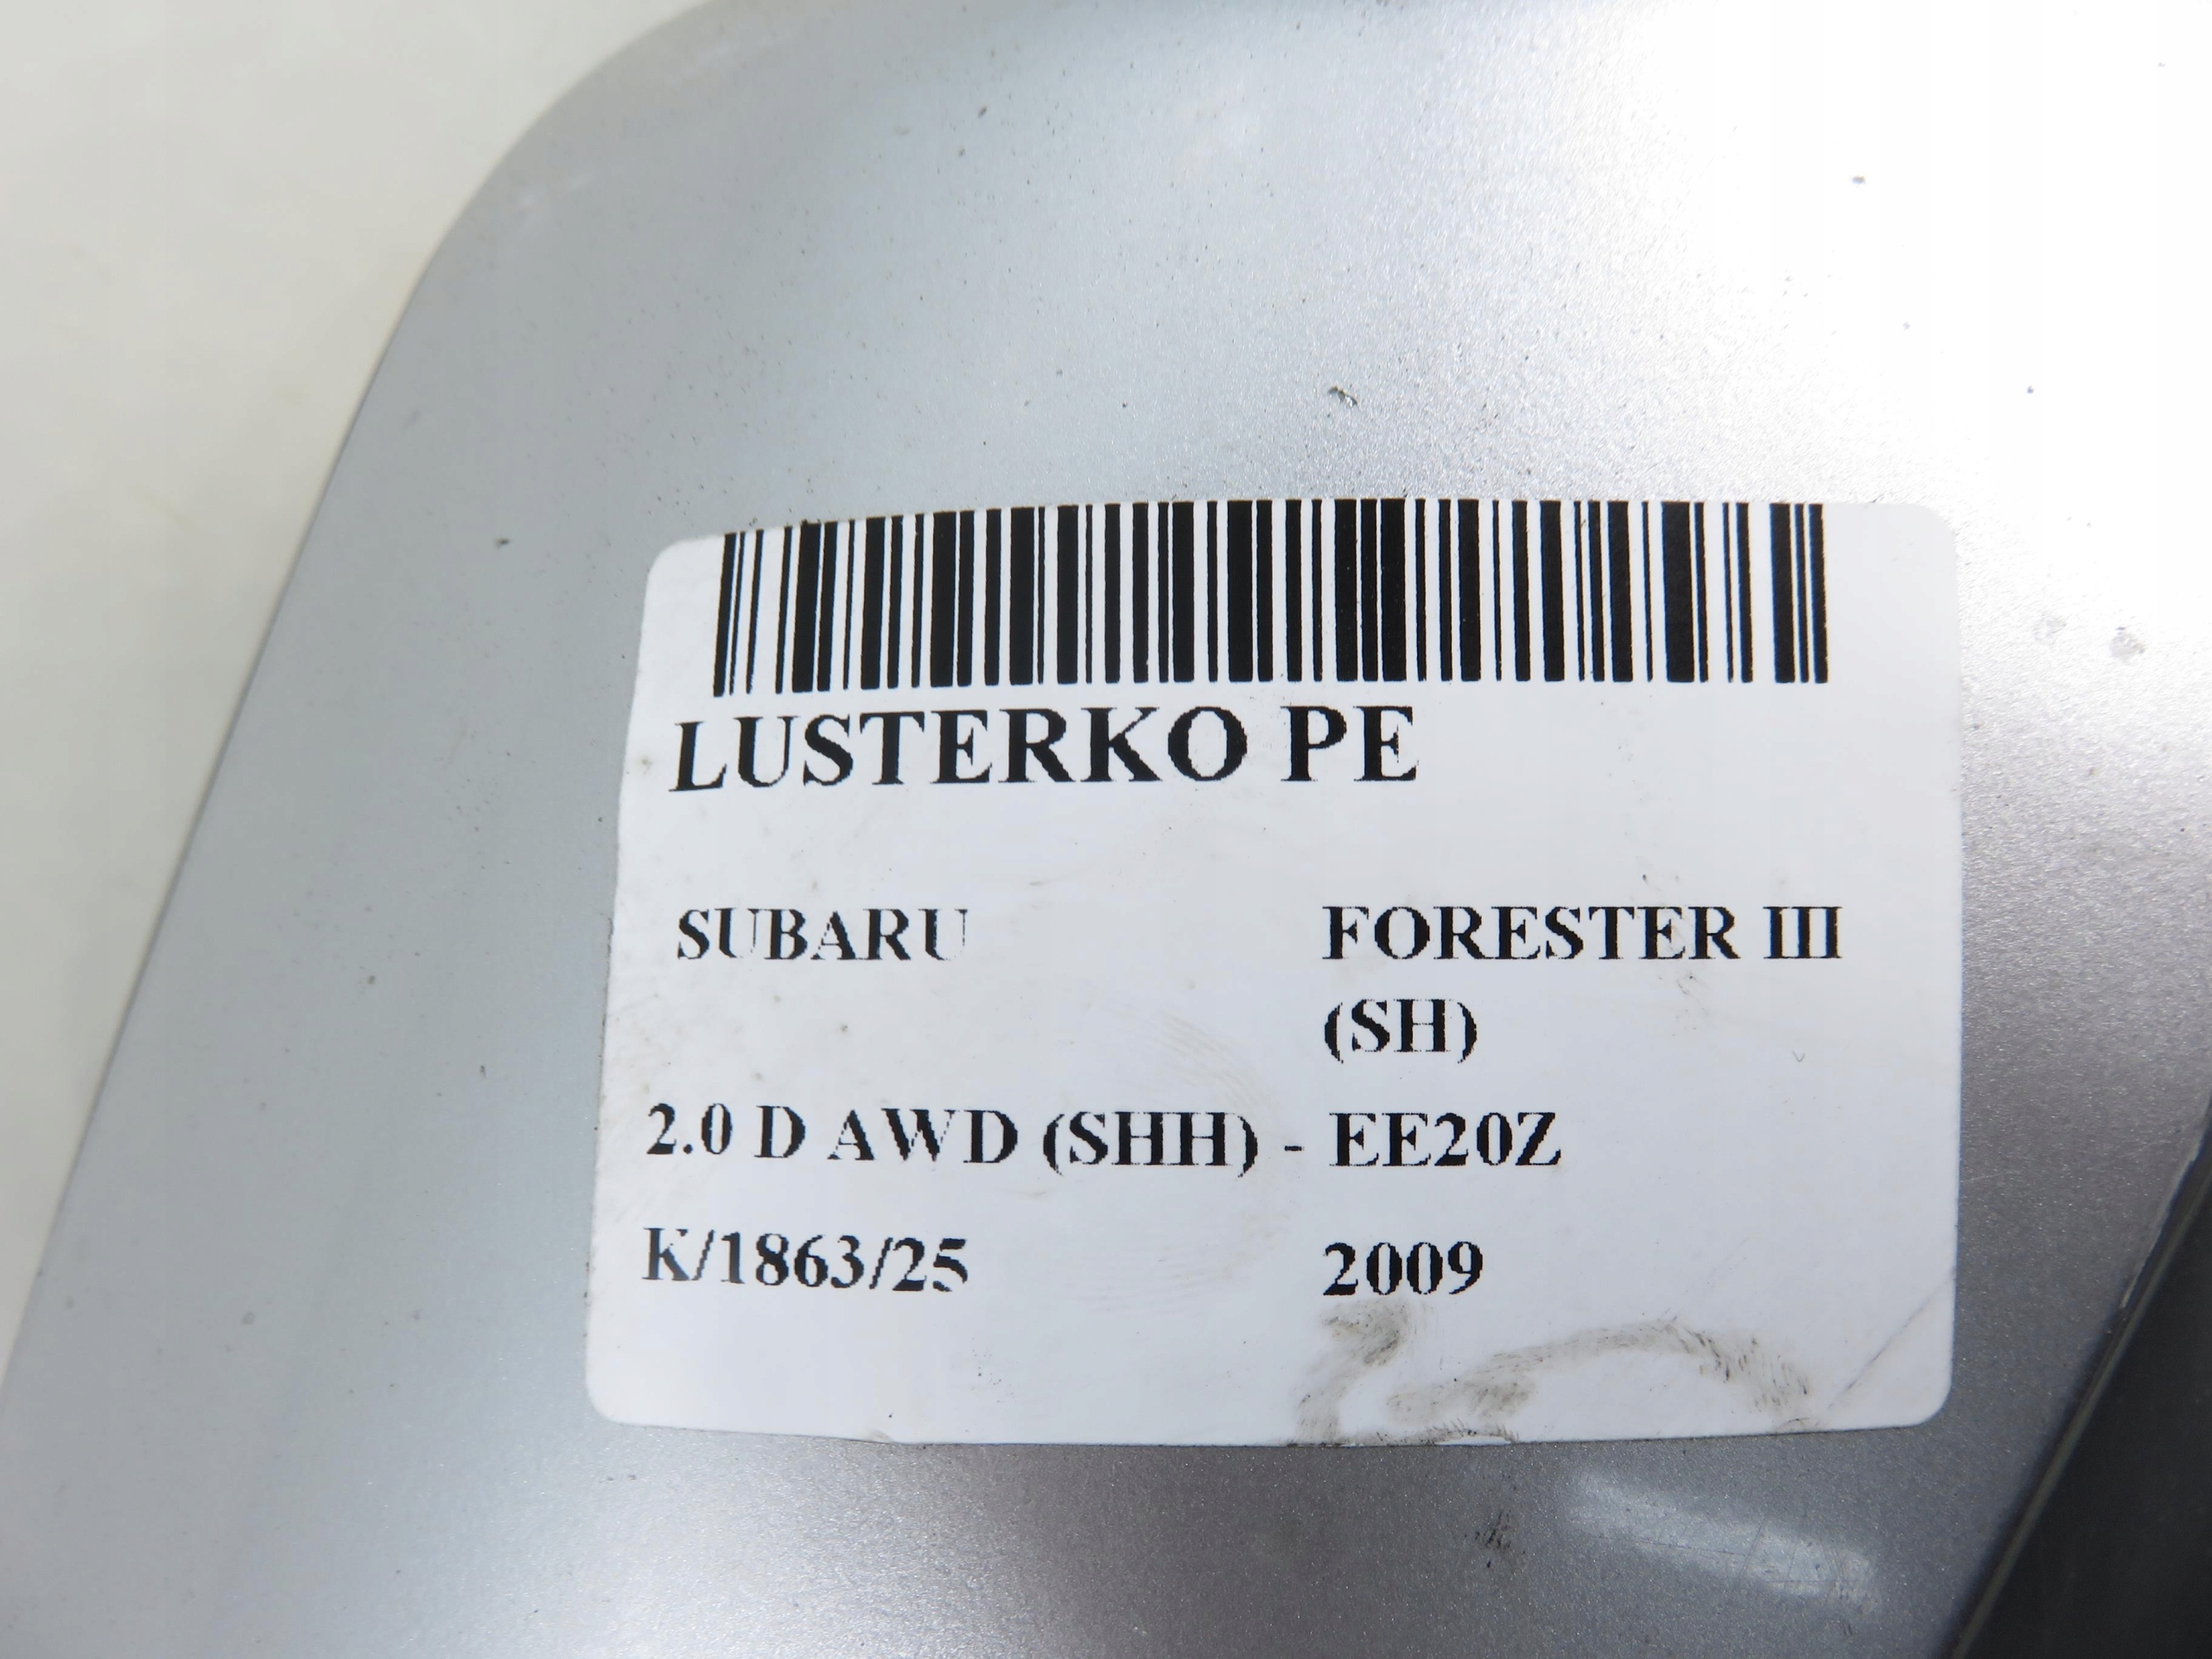 LUSTERKO PE
SUBARU FORESTER III
(SH)
2.0 D AWD (SHH) - EE20Z
K/1863/25 2009